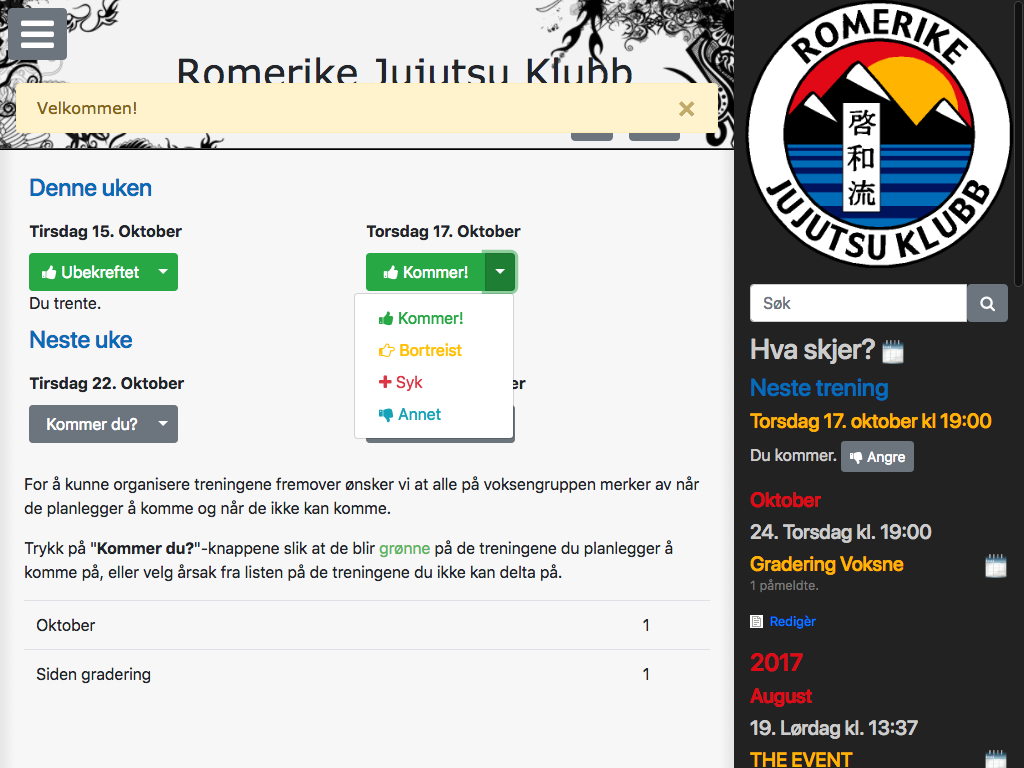 Romerike Jujutsu Klubb
Velkommen!
×
Denne uken
Tirsdag 15. Oktober
Torsdag 17. Oktober
Ubekreftet
Kommer!
Du trente.
Kommer!
Bortreist
Syk
Annet
Neste uke
Tirsdag 22. Oktober
er
Kommer du?
For å kunne organisere treningene fremover ønsker vi at alle på voksengruppen merker av når
de planlegger å komme og når de ikke kan komme.
Trykk på "Kommer du?"-knappene slik at de blir grønne på de treningene du planlegger å
komme på, eller velg årsak fra listen på de treningene du ikke kan delta på.
Oktober 1
Siden gradering 1
ROMERIKE
啓和流
JUJUTSU KLUBB
Søk
Hva skjer?
Neste trening
Torsdag 17. oktober kl 19:00
Du kommer. Angre
Oktober
24. Torsdag kl. 19:00
Gradering Voksne
1 påmeldte.
Redigèr
2017
August
19. Lørdag kl. 13:37
THE EVENT